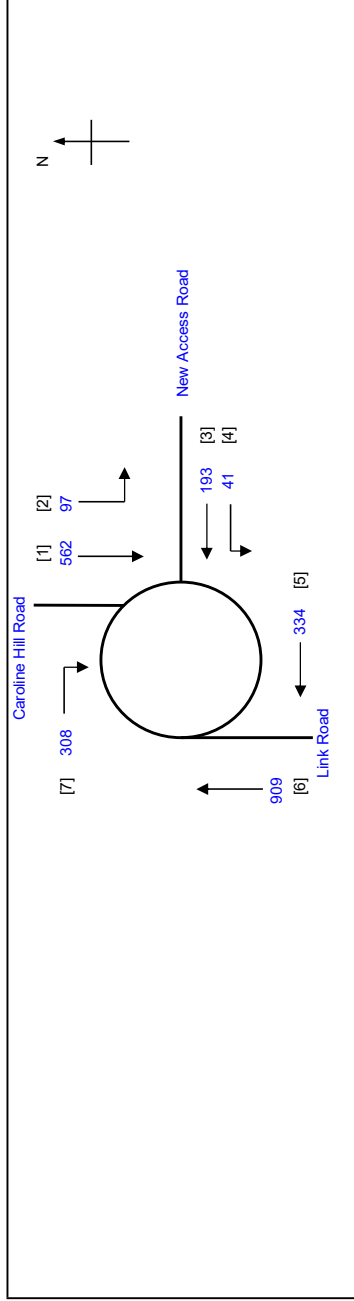 N
Caroline Hill Road
[1] [2]
562 97
[7] 308
New Access Road
193 [3]
41 [4]
334 [5]
909
[6]
Link Road